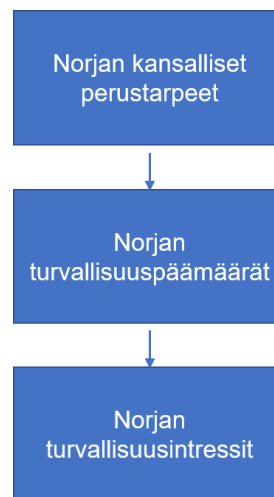 Norjan kansalliset
perustarpeet
Norjan
turvallisuuspäämäärät
Norjan
turvallisuusintressit